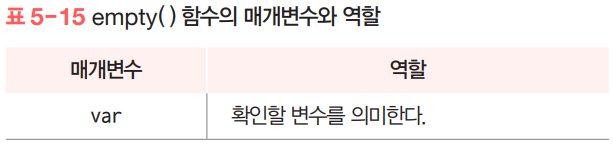 표 5-15 empty( ) 함수의 매개변수와 역할
매개변수 역할
var 확인할 변수를 의미한다.